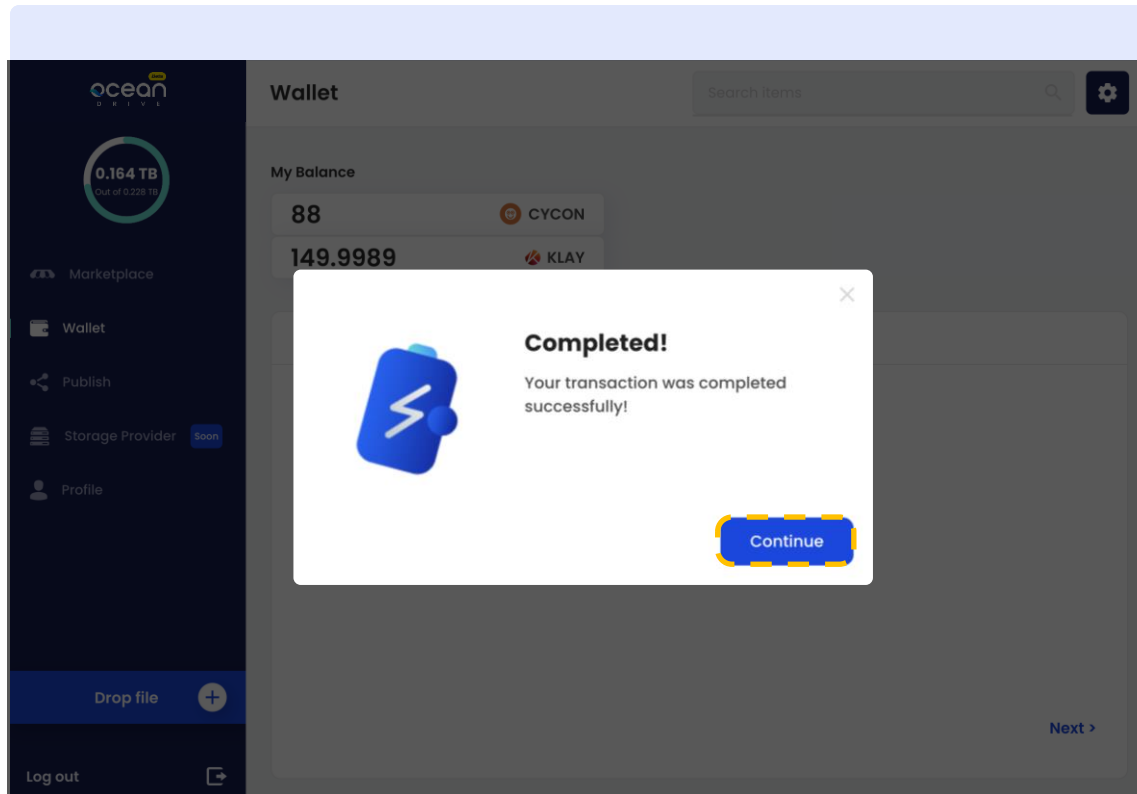 data
ocean
DRIVE
Wallet
Search items
0.164 TB
Out of 0.228 TB
My Balance
88 CYCON
149.9989 KLAY
Marketplace
Wallet
Publish
Storage Provider Soon
Profile
Completed!
Your transaction was completed
successfully!
Continue
Drop file
Next >
Log out